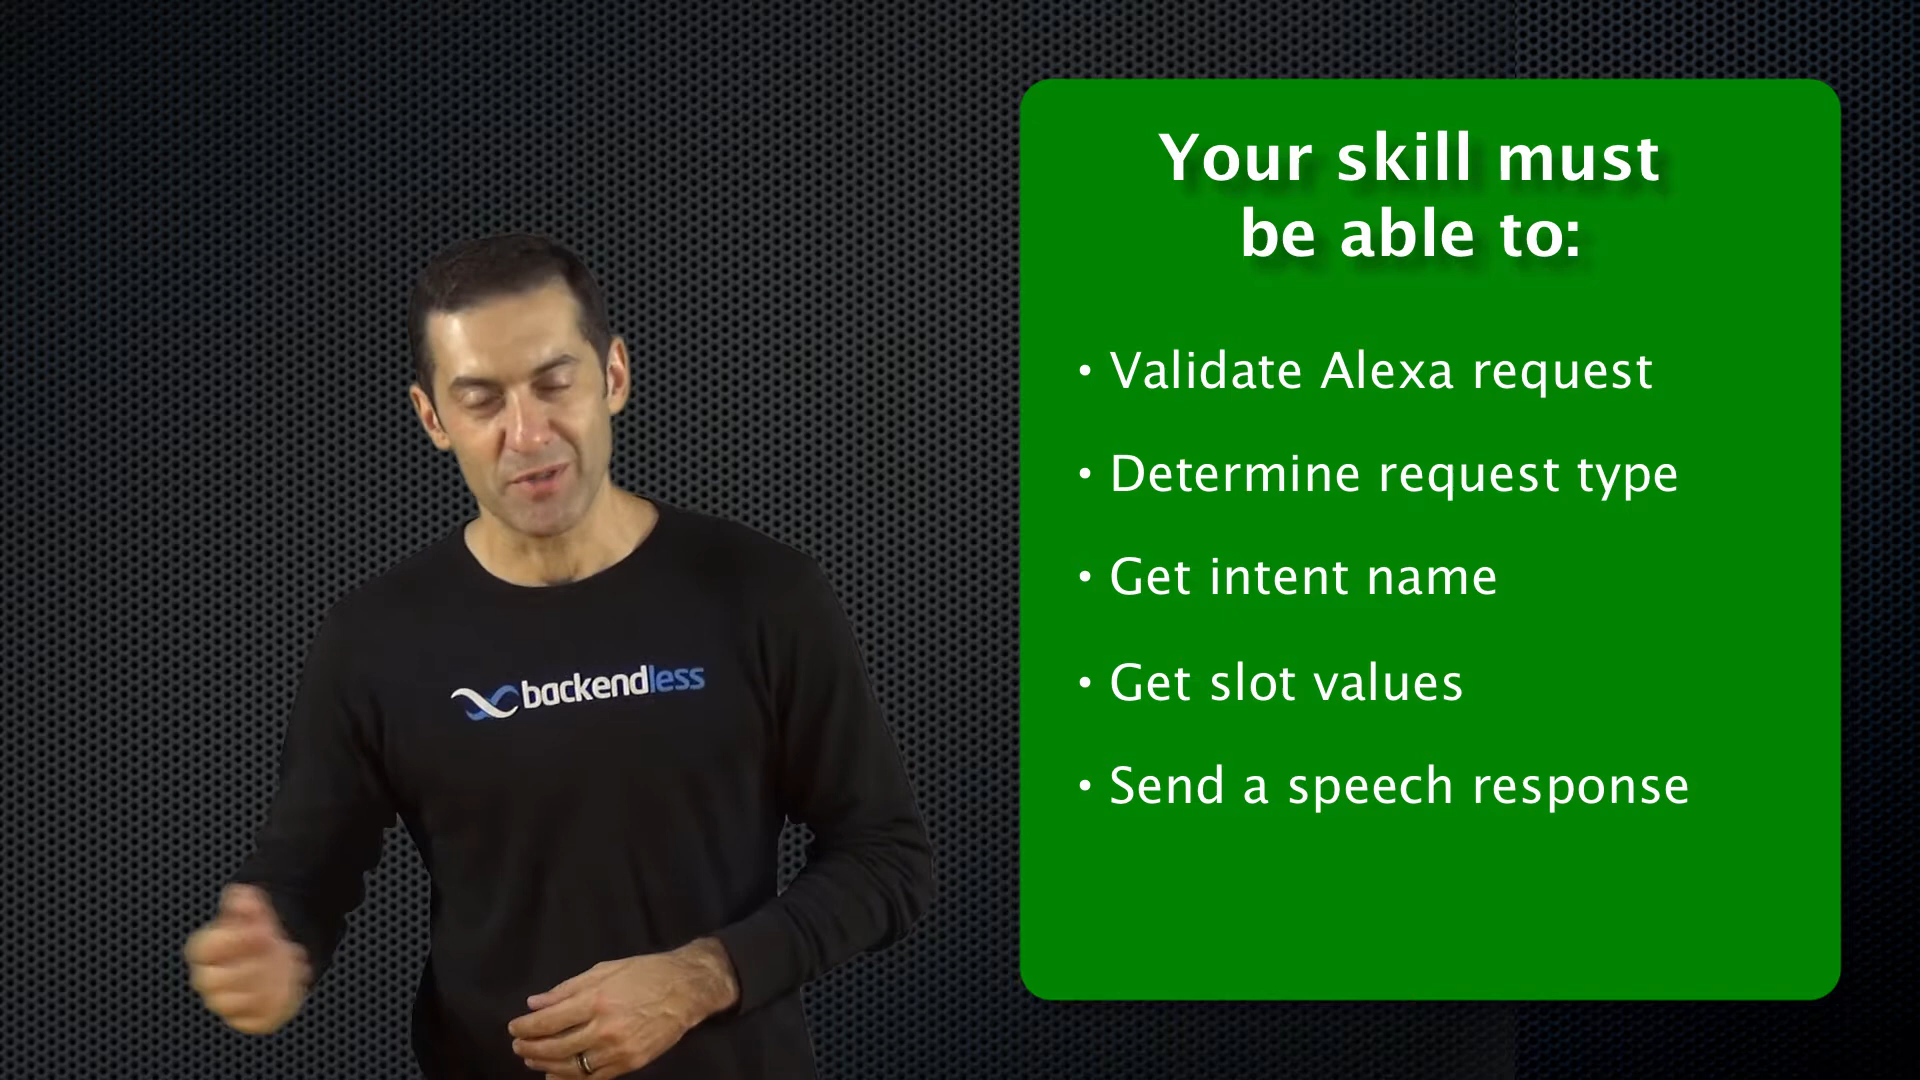 Your skill must
be able to:
• Validate Alexa request
• Determine request type
• Get intent name
• Get slot values
• Send a speech response
backendless